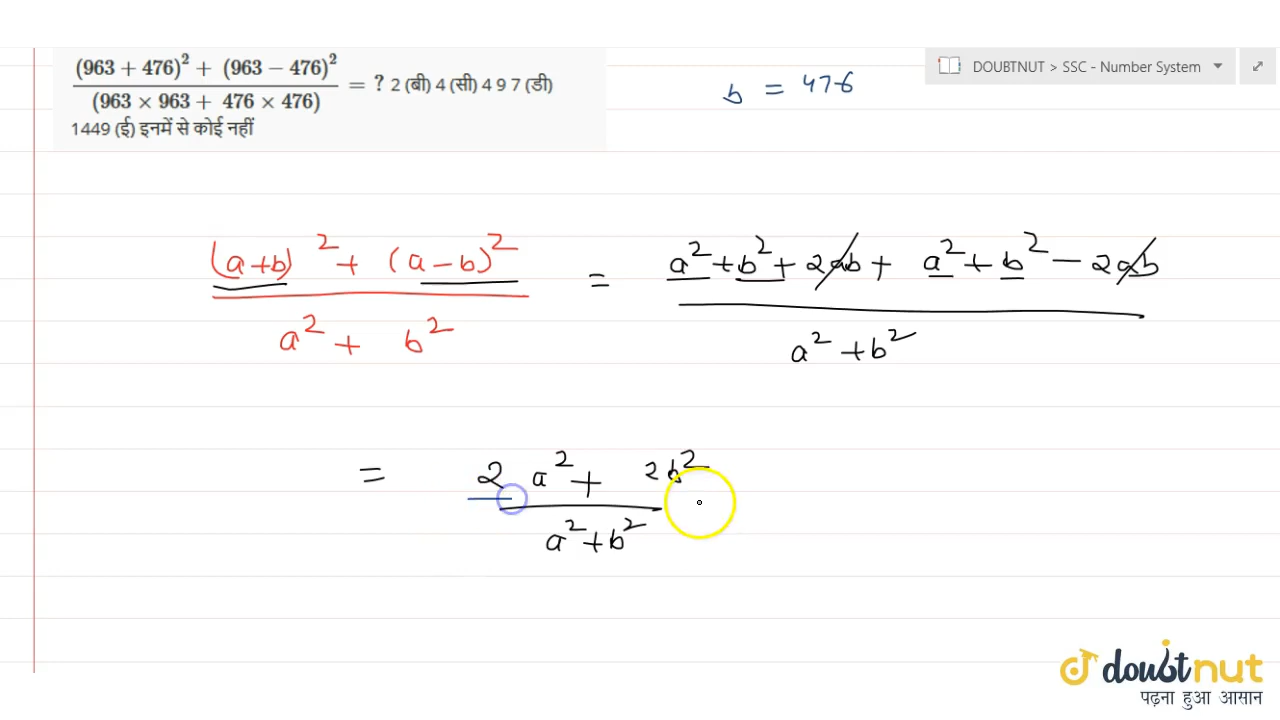 (963 + 476)² + (963 − 476)²
(963 × 963 + 476 × 476)
= ? 2 (बी) 4 (सी) 4 9 7 (डी)
1449 (ई) इनमें से कोई नहीं
DOUBTNUT > SSC - Number System
b = 476
(a+b)² + (a-b)²
a² + b²
= a² + b² + 2ab + a² + b² - 2ab
a² + b²
= 2a² + 2b²
a² + b²
doubtnut
पढ़ना हुआ आसान